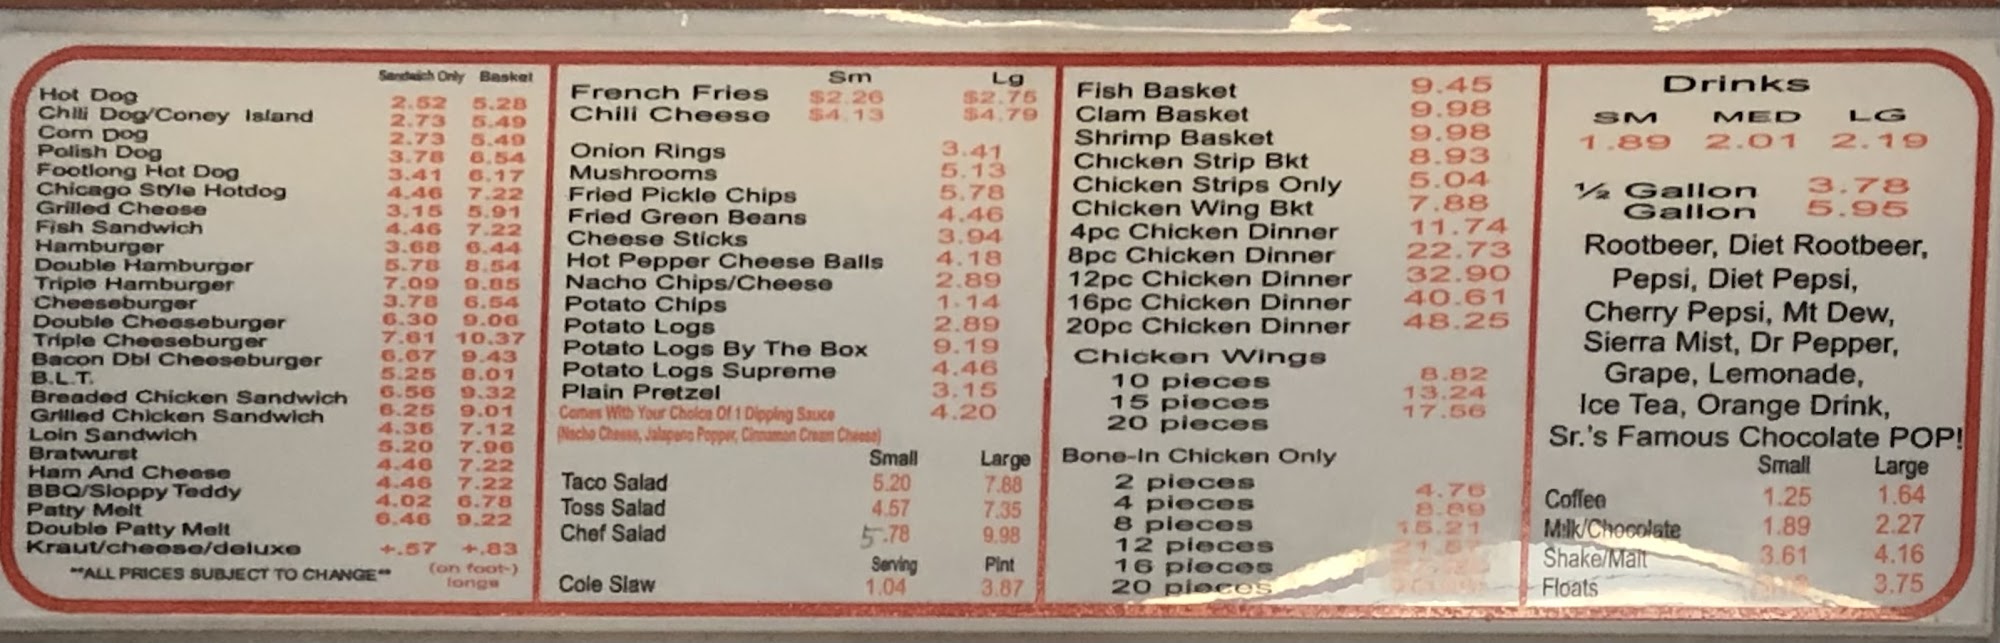 Sandwich Only Basket
Hot Dog 2.52 5.28
Chili Dog/Coney Island 2.73 5.49
Corn Dog 2.73 5.49
Polish Dog 3.78 6.54
Footlong Hot Dog 3.41 6.17
Chicago Style Hotdog 4.46 7.22
Grilled Cheese 3.15 5.91
Fish Sandwich 4.46 7.22
Hamburger 3.68 6.44
Double Hamburger 5.78 8.54
Triple Hamburger 7.09 9.85
Cheeseburger 3.78 6.54
Double Cheeseburger 6.30 9.06
Triple Cheeseburger 7.61 10.37
Bacon Dbl Cheeseburger 6.67 9.43
B.L.T. 5.25 8.01
Breaded Chicken Sandwich 6.56 9.32
Grilled Chicken Sandwich 6.25 9.01
Loin Sandwich 4.36 7.12
Bratwurst 5.20 7.96
Ham And Cheese 4.46 7.22
BBQ/Sloppy Teddy 4.46 7.22
Patty Melt 4.02 6.78
Double Patty Melt 6.46 9.22
Kraut/cheese/deluxe +.57 +.83
**ALL PRICES SUBJECT TO CHANGE** (on foot-)
longs
Sm Lg
French Fries $2.26 $2.75
Chili Cheese $4.13 $4.79
Onion Rings 3.41
Mushrooms 5.13
Fried Pickle Chips 5.78
Fried Green Beans 4.46
Cheese Sticks 3.94
Hot Pepper Cheese Balls 4.18
Nacho Chips/Cheese 2.89
Potato Chips 1.14
Potato Logs 2.89
Potato Logs By The Box 9.19
Potato Logs Supreme 4.46
Plain Pretzel 3.15
Comes With Your Choice Of 1 Dipping Sauce 4.20
(Nacho Cheese, Jalapeno Popper, Cinnamon Cream Cheese)
Small Large
Taco Salad 5.20 7.88
Toss Salad 4.57 7.35
Chef Salad 5.78 9.98
Serving Pint
Cole Slaw 1.04 3.87
Fish Basket 9.45
Clam Basket 9.98
Shrimp Basket 9.98
Chicken Strip Bkt 8.93
Chicken Strips Only 5.04
Chicken Wing Bkt 7.88
4pc Chicken Dinner 11.74
8pc Chicken Dinner 22.73
12pc Chicken Dinner 32.90
16pc Chicken Dinner 40.61
20pc Chicken Dinner 48.25
Chicken Wings
10 pieces 8.82
15 pieces 13.24
20 pieces 17.56
Bone-In Chicken Only
2 pieces 4.76
4 pieces 8.89
8 pieces 15.21
12 pieces
16 pieces
20 pieces
Drinks
SM MED LG
1.89 2.01 2.19
½ Gallon 3.78
Gallon 5.95
Rootbeer, Diet Rootbeer,
Pepsi, Diet Pepsi,
Cherry Pepsi, Mt Dew,
Sierra Mist, Dr Pepper,
Grape, Lemonade,
Ice Tea, Orange Drink,
Sr.'s Famous Chocolate POP!
Small Large
Coffee 1.25 1.64
Milk/Chocolate 1.89 2.27
Shake/Malt 3.61 4.16
Floats 3.75